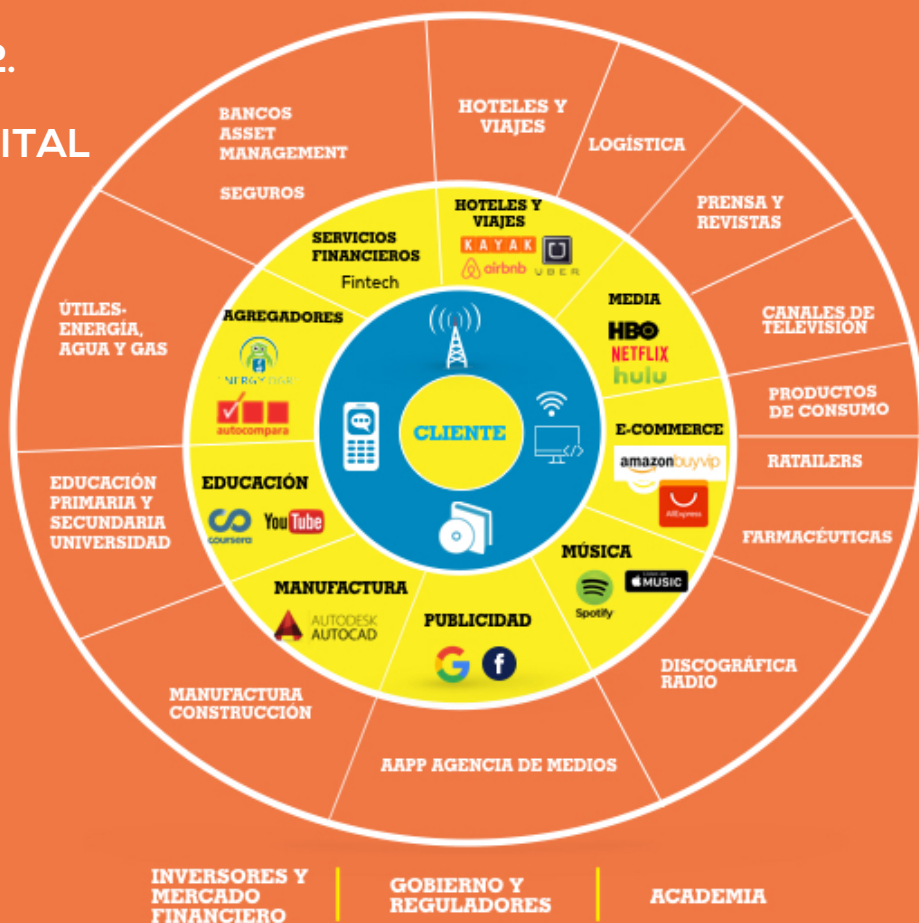 2.
ITAL
BANCOS
ASSET
MANAGEMENT
SEGUROS
HOTELES Y
VIAJES
LOGÍSTICA
PRENSA Y
REVISTAS
CANALES DE
TELEVISIÓN
PRODUCTOS
DE CONSUMO
RATAILERS
FARMACÉUTICAS
DISCOGRÁFICA
RADIO
AAPP AGENCIA DE MEDIOS
MANUFACTURA
CONSTRUCCIÓN
EDUCACIÓN
PRIMARIA Y
SECUNDARIA
UNIVERSIDAD
ÚTILES-
ENERGÍA,
AGUA Y GAS
SERVICIOS
FINANCIEROS
Fintech
HOTELES Y
VIAJES
KAYAK
airbnb
UBER
MEDIA
HBO
NETFLIX
hulu
E-COMMERCE
amazon buyvip
AliExpress
MÚSICA
Spotify
MUSIC
PUBLICIDAD
G f
MANUFACTURA
AUTODESK
AUTOCAD
EDUCACIÓN
coursera
YouTube
AGREGADORES
autocompara
CLIENTE
INVERSORES Y
MERCADO
FINANCIERO
GOBIERNO Y
REGULADORES
ACADEMIA